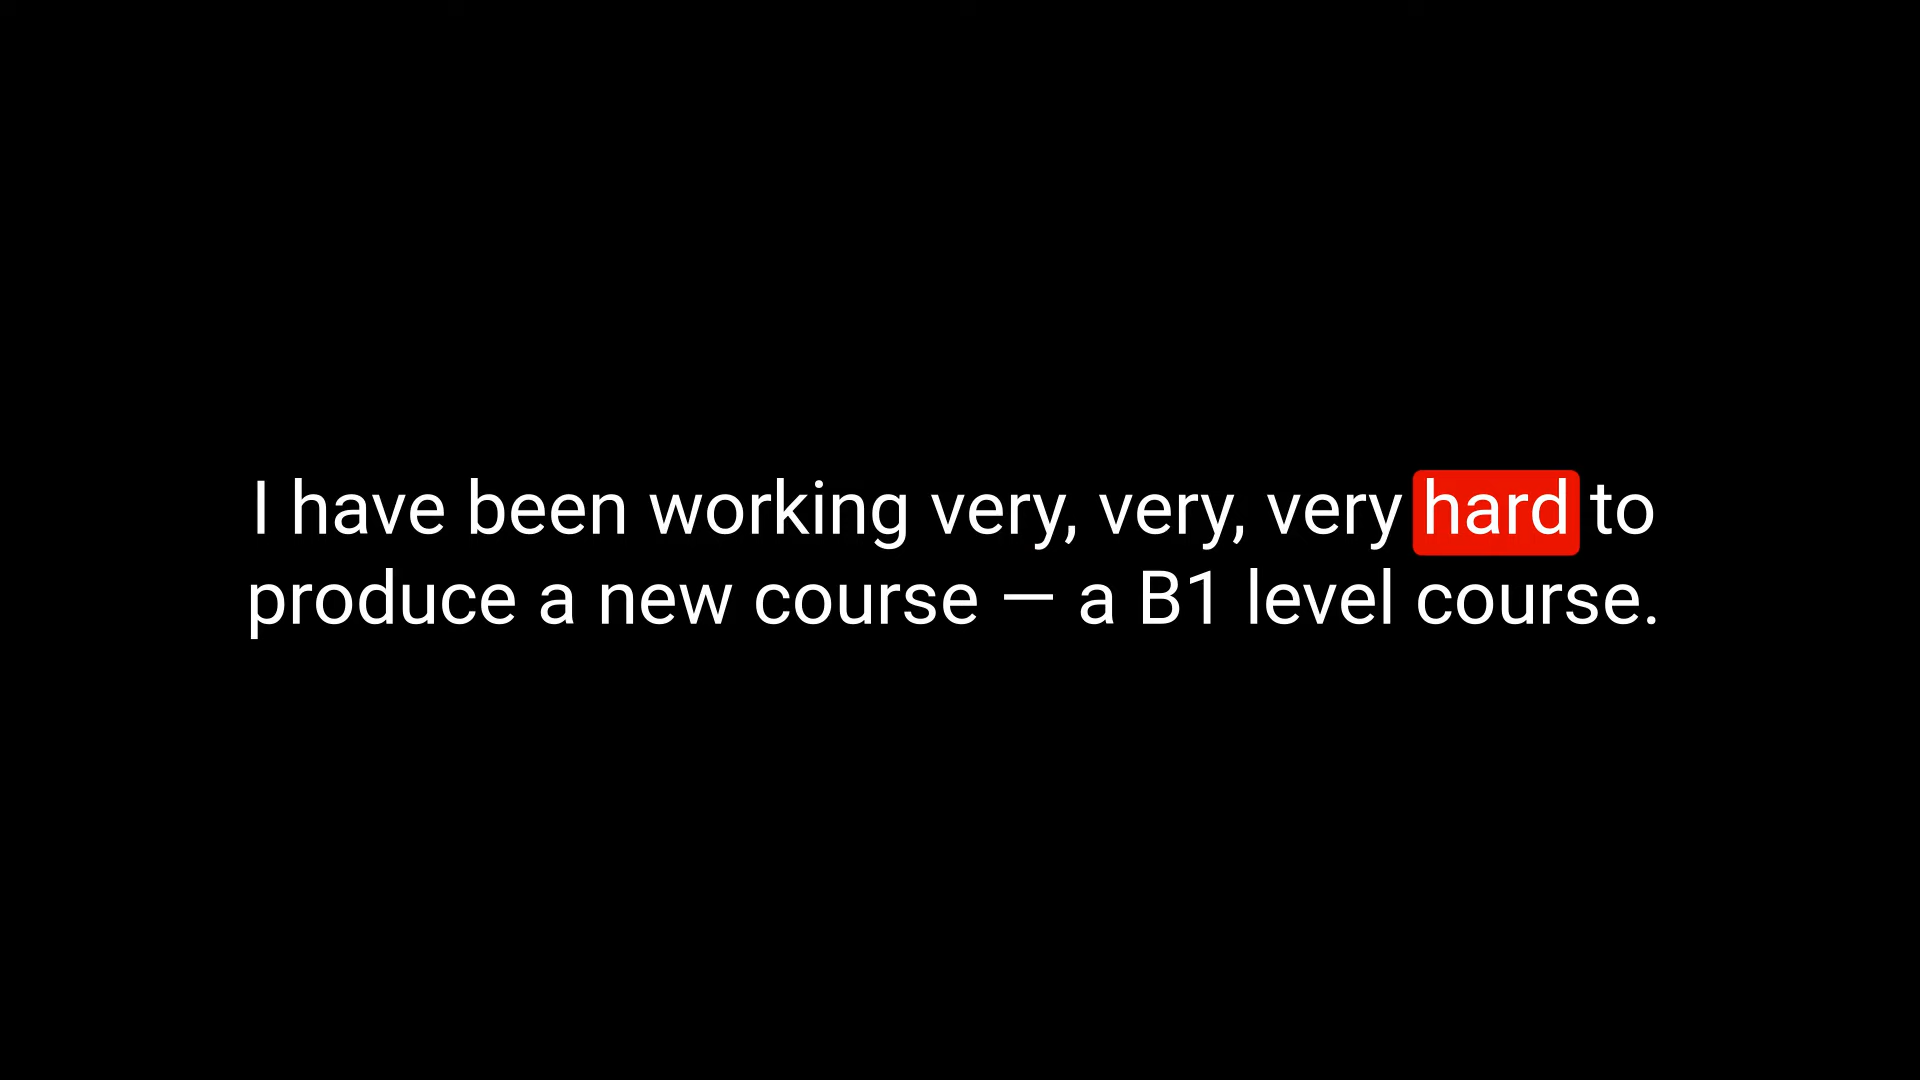 I have been working very, very, very hard to
produce a new course — a B1 level course.